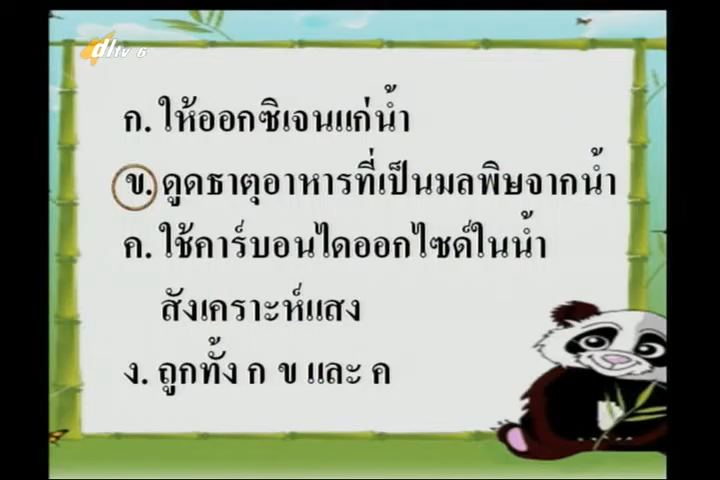 dltv 6
ก. ให้ออกซิเจนแก่น้ำ
ข. ดูดธาตุอาหารที่เป็นมลพิษจากน้ำ
ค. ใช้คาร์บอนไดออกไซด์ในน้ำ
สังเคราะห์แสง
ง. ถูกทั้ง ก ข และ ค